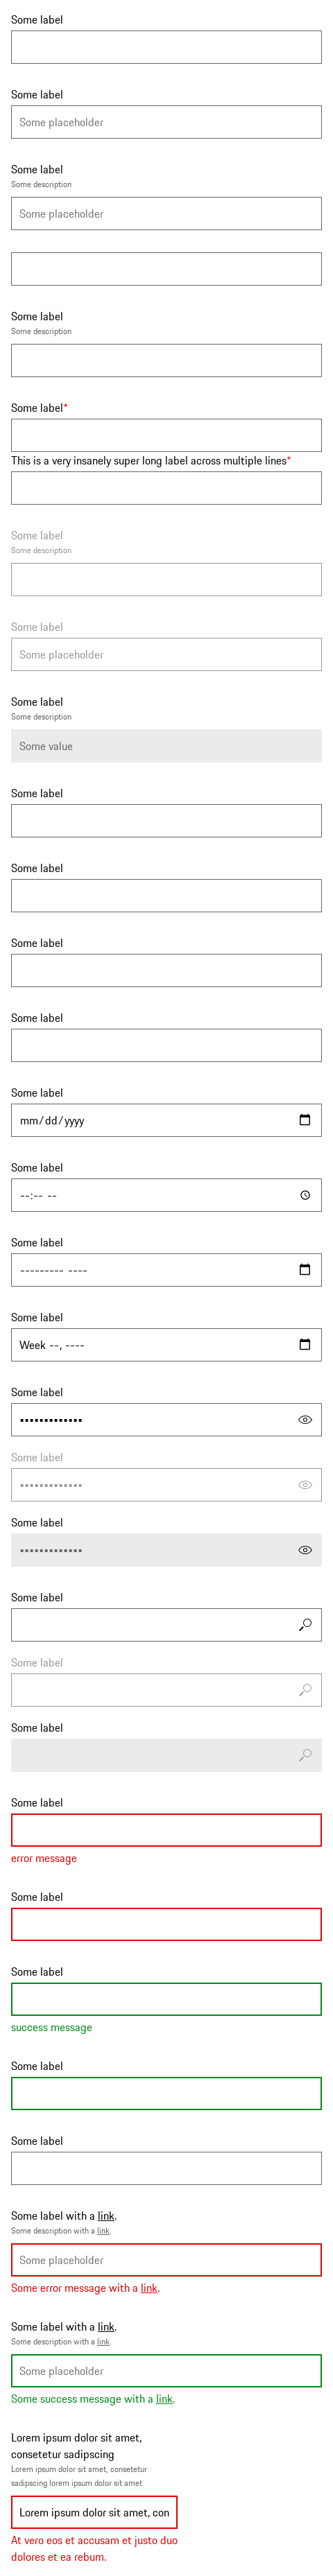 Some label
Some label
Some placeholder
Some label
Some description
Some placeholder
Some label
Some description
Some label*
This is a very insanely super long label across multiple lines*
Some label
Some description
Some label
Some placeholder
Some label
Some description
Some value
Some label
Some label
Some label
Some label
Some label
mm/dd/yyyy
Some label
--:-- --
Some label
--------- ----
Some label
Week --, ----
Some label
•••••••••••••
Some label
•••••••••••••
Some label
•••••••••••••
Some label
Some label
Some label
Some label
error message
Some label
Some label
success message
Some label
Some label
Some label with a link.
Some description with a link.
Some placeholder
Some error message with a link.
Some label with a link.
Some description with a link.
Some placeholder
Some success message with a link.
Lorem ipsum dolor sit amet,
consetetur sadipscing
Lorem ipsum dolor sit amet, consetetur
sadipscing lorem ipsum dolor sit amet
Lorem ipsum dolor sit amet, con
At vero eos et accusam et justo duo
dolores et ea rebum.